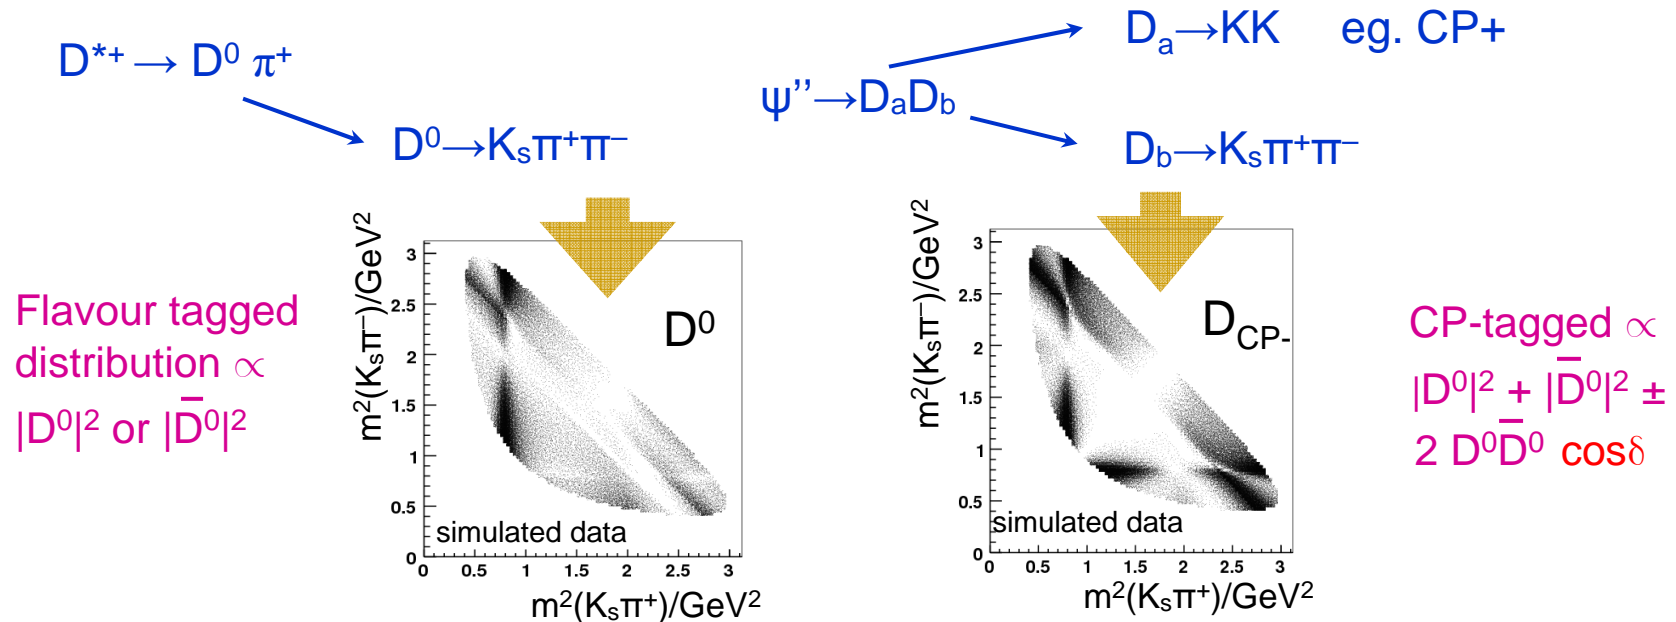 D*+ → D⁰ π⁺
D⁰→Ksπ⁺π⁻
ψ’’→DaDb
Da→KK eg. CP+
Db→Ksπ⁺π⁻
Flavour tagged
distribution ∝
|D⁰|² or |D̅⁰|²
m²(Ksπ⁻)/GeV²
3
2.5
2
1.5
1
0.5
0
D⁰
simulated data
0 0.5 1 1.5 2 2.5 3
m²(Ksπ⁺)/GeV²
m²(Ksπ⁻)/GeV²
3
2.5
2
1.5
1
0.5
0
D CP-
simulated data
0 0.5 1 1.5 2 2.5 3
m²(Ksπ⁺)/GeV²
CP-tagged ∝
|D⁰|² + |D̅⁰|² ±
2 D⁰D̅⁰ cosδ